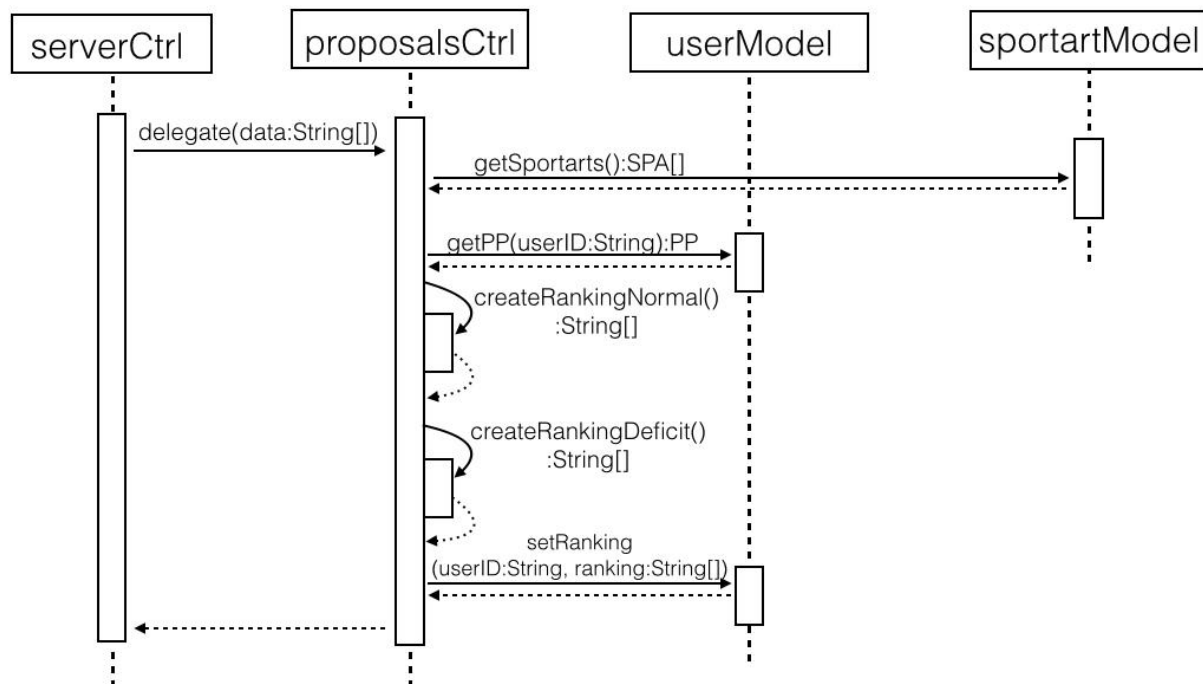 serverCtrl
proposalsCtrl
userModel
sportartModel
delegate(data:String[])
getSportarts():SPA[]
getPP(userID:String):PP
createRankingNormal()
:String[]
createRankingDeficit()
:String[]
setRanking
(userID:String, ranking:String[])